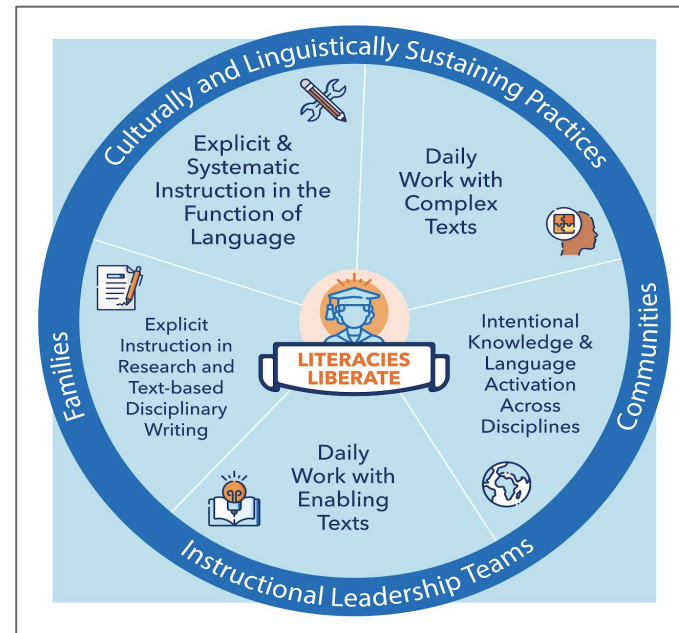 Culturally and Linguistically Sustaining Practices
Explicit &
Systematic
Instruction in the
Function of
Language
Daily
Work with
Complex
Texts
Families
Explicit
Instruction in
Research and
Text-based
Disciplinary
Writing
LITERACIES
LIBERATE
Intentional
Knowledge &
Language
Activation
Across
Disciplines
Communities
Daily
Work with
Enabling
Texts
Instructional Leadership Teams